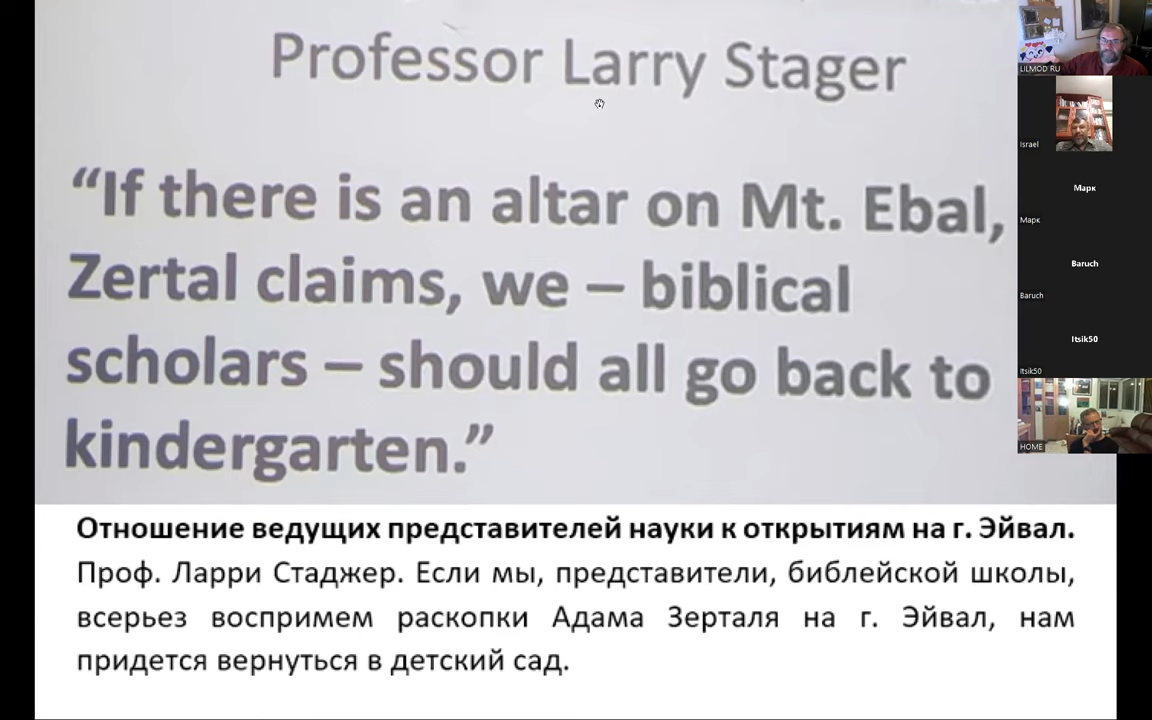 Professor Larry Stager
“If there is an altar on Mt. Ebal,
Zertal claims, we – biblical
scholars – should all go back to
kindergarten.”
Отношение ведущих представителей науки к открытиям на г. Эйвал.
Проф. Ларри Стаджер. Если мы, представители, библейской школы,
всерьез воспримем раскопки Адама Зерталя на г. Эйвал, нам
придется вернуться в детский сад.
LILMOD RU
Israel
Марк
Марк
Baruch
Baruch
Itsik50
Itsik50
HOME